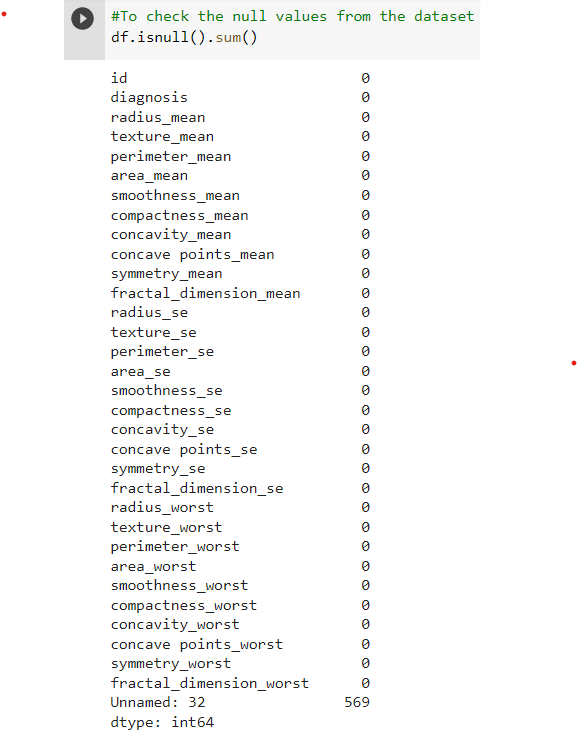 #To check the null values from the dataset
df.isnull().sum()
id 0
diagnosis 0
radius_mean 0
texture_mean 0
perimeter_mean 0
area_mean 0
smoothness_mean 0
compactness_mean 0
concavity_mean 0
concave points_mean 0
symmetry_mean 0
fractal_dimension_mean 0
radius_se 0
texture_se 0
perimeter_se 0
area_se 0
smoothness_se 0
compactness_se 0
concavity_se 0
concave points_se 0
symmetry_se 0
fractal_dimension_se 0
radius_worst 0
texture_worst 0
perimeter_worst 0
area_worst 0
smoothness_worst 0
compactness_worst 0
concavity_worst 0
concave points_worst 0
symmetry_worst 0
fractal_dimension_worst 0
Unnamed: 32 569
dtype: int64